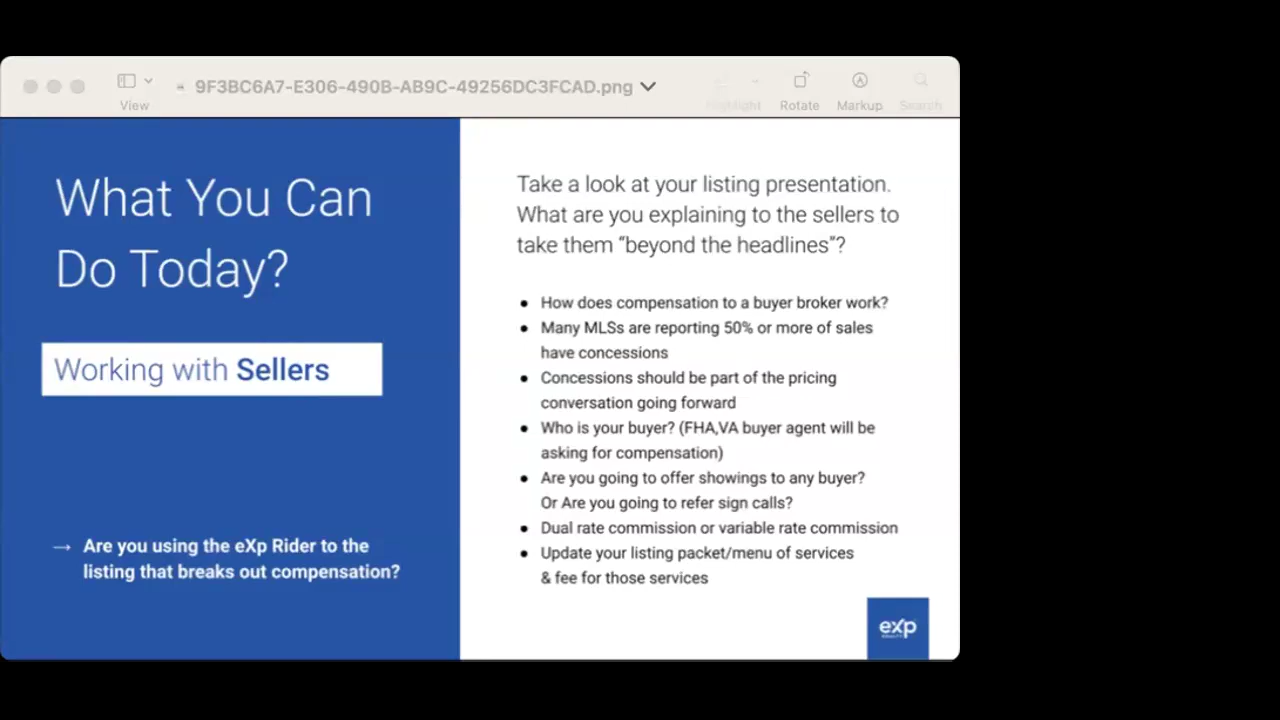 9F3BC6A7-E306-490B-AB9C-49256DC3FCAD.png
View
Highlight
Rotate
Markup
Search
What You Can
Do Today?
Working with Sellers
→ Are you using the eXp Rider to the
listing that breaks out compensation?
Take a look at your listing presentation.
What are you explaining to the sellers to
take them “beyond the headlines”?
● How does compensation to a buyer broker work?
● Many MLSs are reporting 50% or more of sales
have concessions
● Concessions should be part of the pricing
conversation going forward
● Who is your buyer? (FHA,VA buyer agent will be
asking for compensation)
● Are you going to offer showings to any buyer?
Or Are you going to refer sign calls?
● Dual rate commission or variable rate commission
● Update your listing packet/menu of services
& fee for those services
eXp